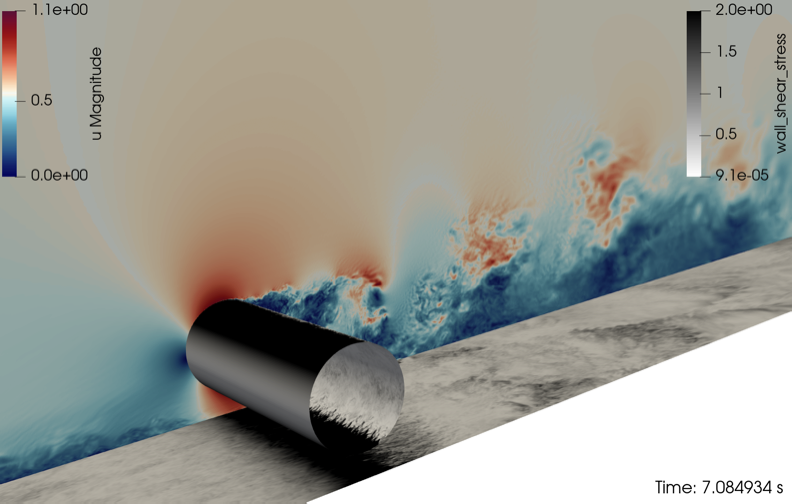 1.1e+00
0.5
0.0e+00
u Magnitude
2.0e+00
1.5
1
0.5
9.1e-05
wall_shear_stress
Time: 7.084934 s